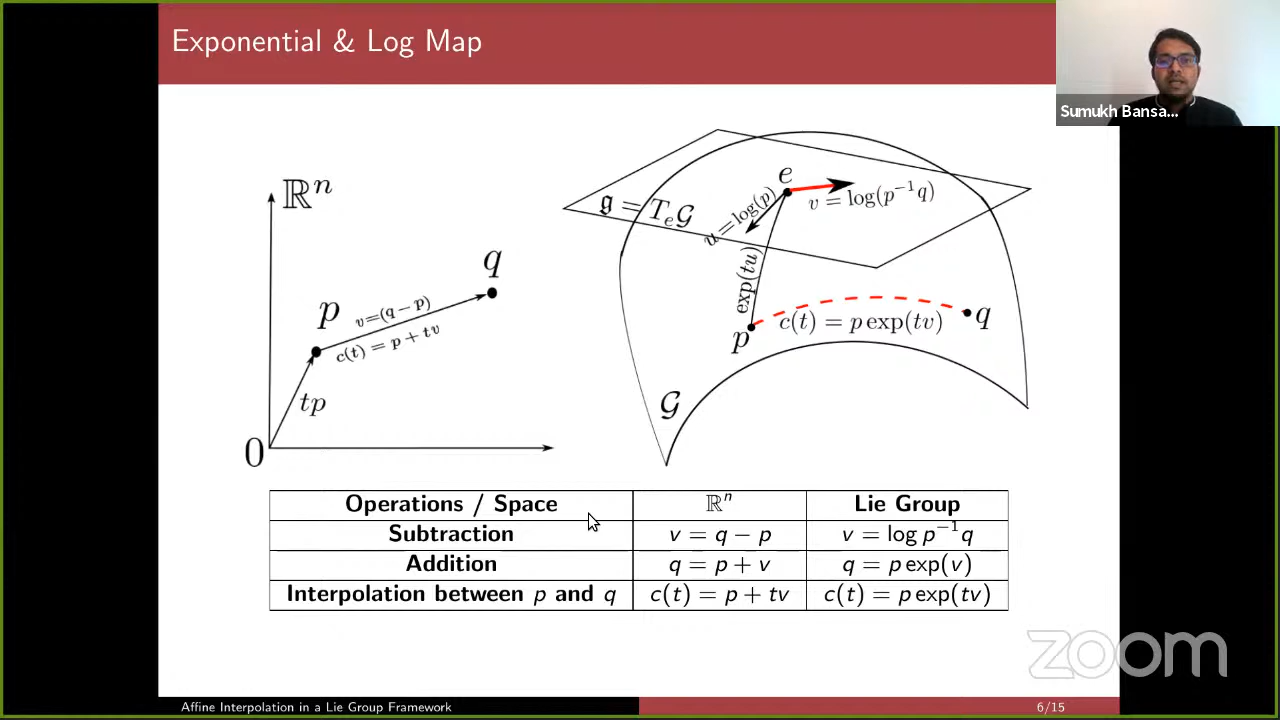 Exponential & Log Map
Sumukh Bansa...
ℝⁿ
q
p
v=(q − p)
c(t) = p + tv
tp
0
e
v = log(p⁻¹q)
𝔤 = TₑG
u=log(p)
exp(tu)
p
c(t) = p exp(tv)
q
G
Operations / Space ℝⁿ Lie Group
Subtraction v = q − p v = log p⁻¹q
Addition q = p + v q = p exp(v)
Interpolation between p and q c(t) = p + tv c(t) = p exp(tv)
zoom
Affine Interpolation in a Lie Group Framework 6/15